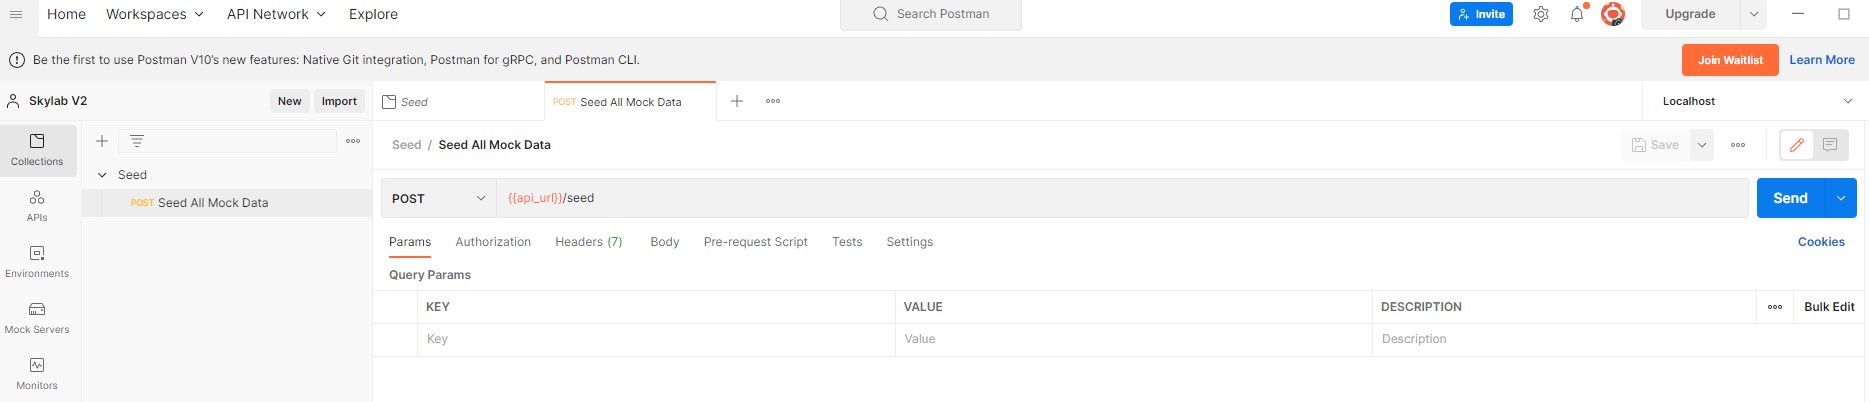 Home Workspaces API Network Explore Search Postman Invite Upgrade
Be the first to use Postman V10's new features: Native Git integration, Postman for gRPC, and Postman CLI. Join Waitlist Learn More
Skylab V2 New Import Seed POST Seed All Mock Data Localhost
Collections
APIs
Environments
Mock Servers
Monitors
Seed
POST Seed All Mock Data
Seed / Seed All Mock Data Save
POST {{api_url}}/seed Send
Params Authorization Headers (7) Body Pre-request Script Tests Settings Cookies
Query Params
KEY VALUE DESCRIPTION Bulk Edit
Key Value Description